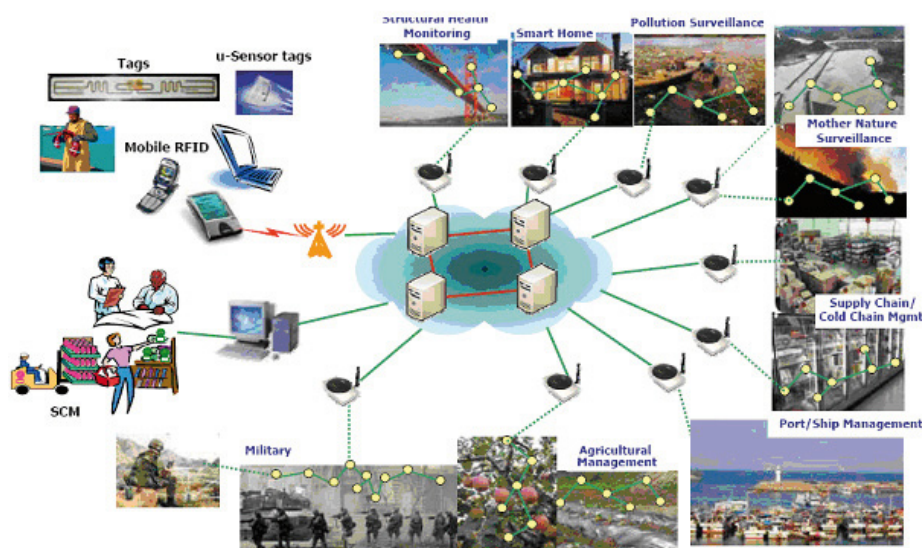 Structural Health
Monitoring
Smart Home
Pollution Surveillance
u-Sensor tags
Tags
Mobile RFID
Mother Nature
Surveillance
Supply Chain/
Cold Chain Mgmt
SCM
Port/Ship Management
Military
Agricultural
Management